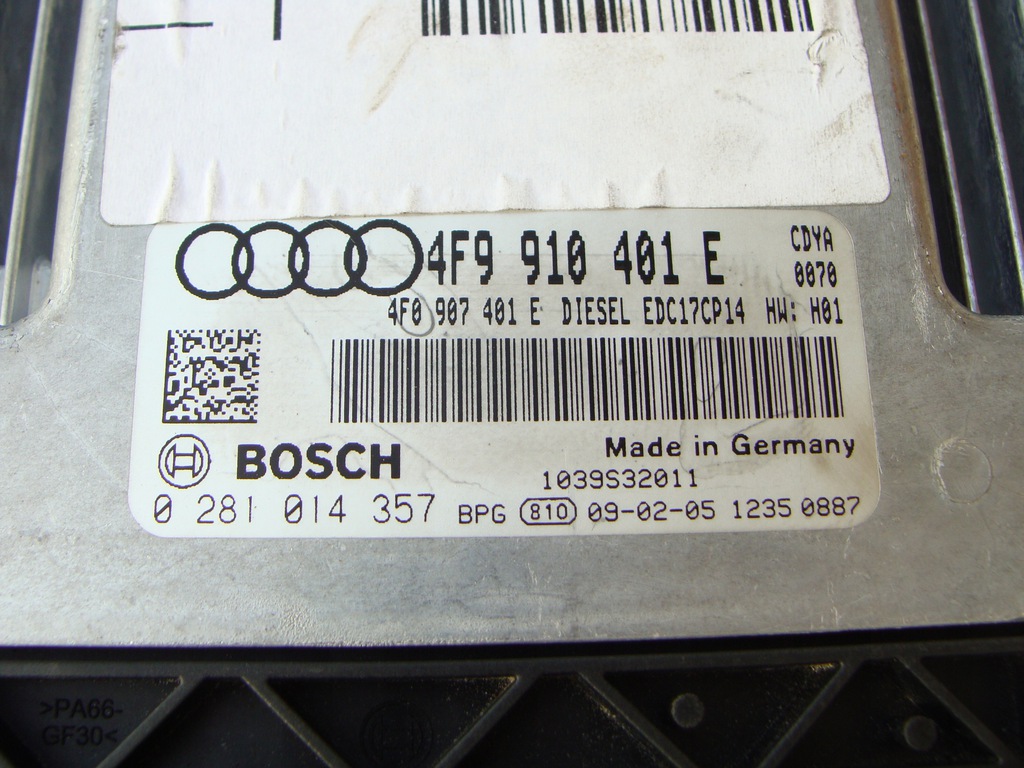 4F9 910 401 E CDYA
0070
4F0 907 401 E DIESEL EDC17CP14 HW: H01
BOSCH
Made in Germany
1039S32011
0 281 014 357 BPG 810 09-02-05 1235 0887
>PA66-
GF30<